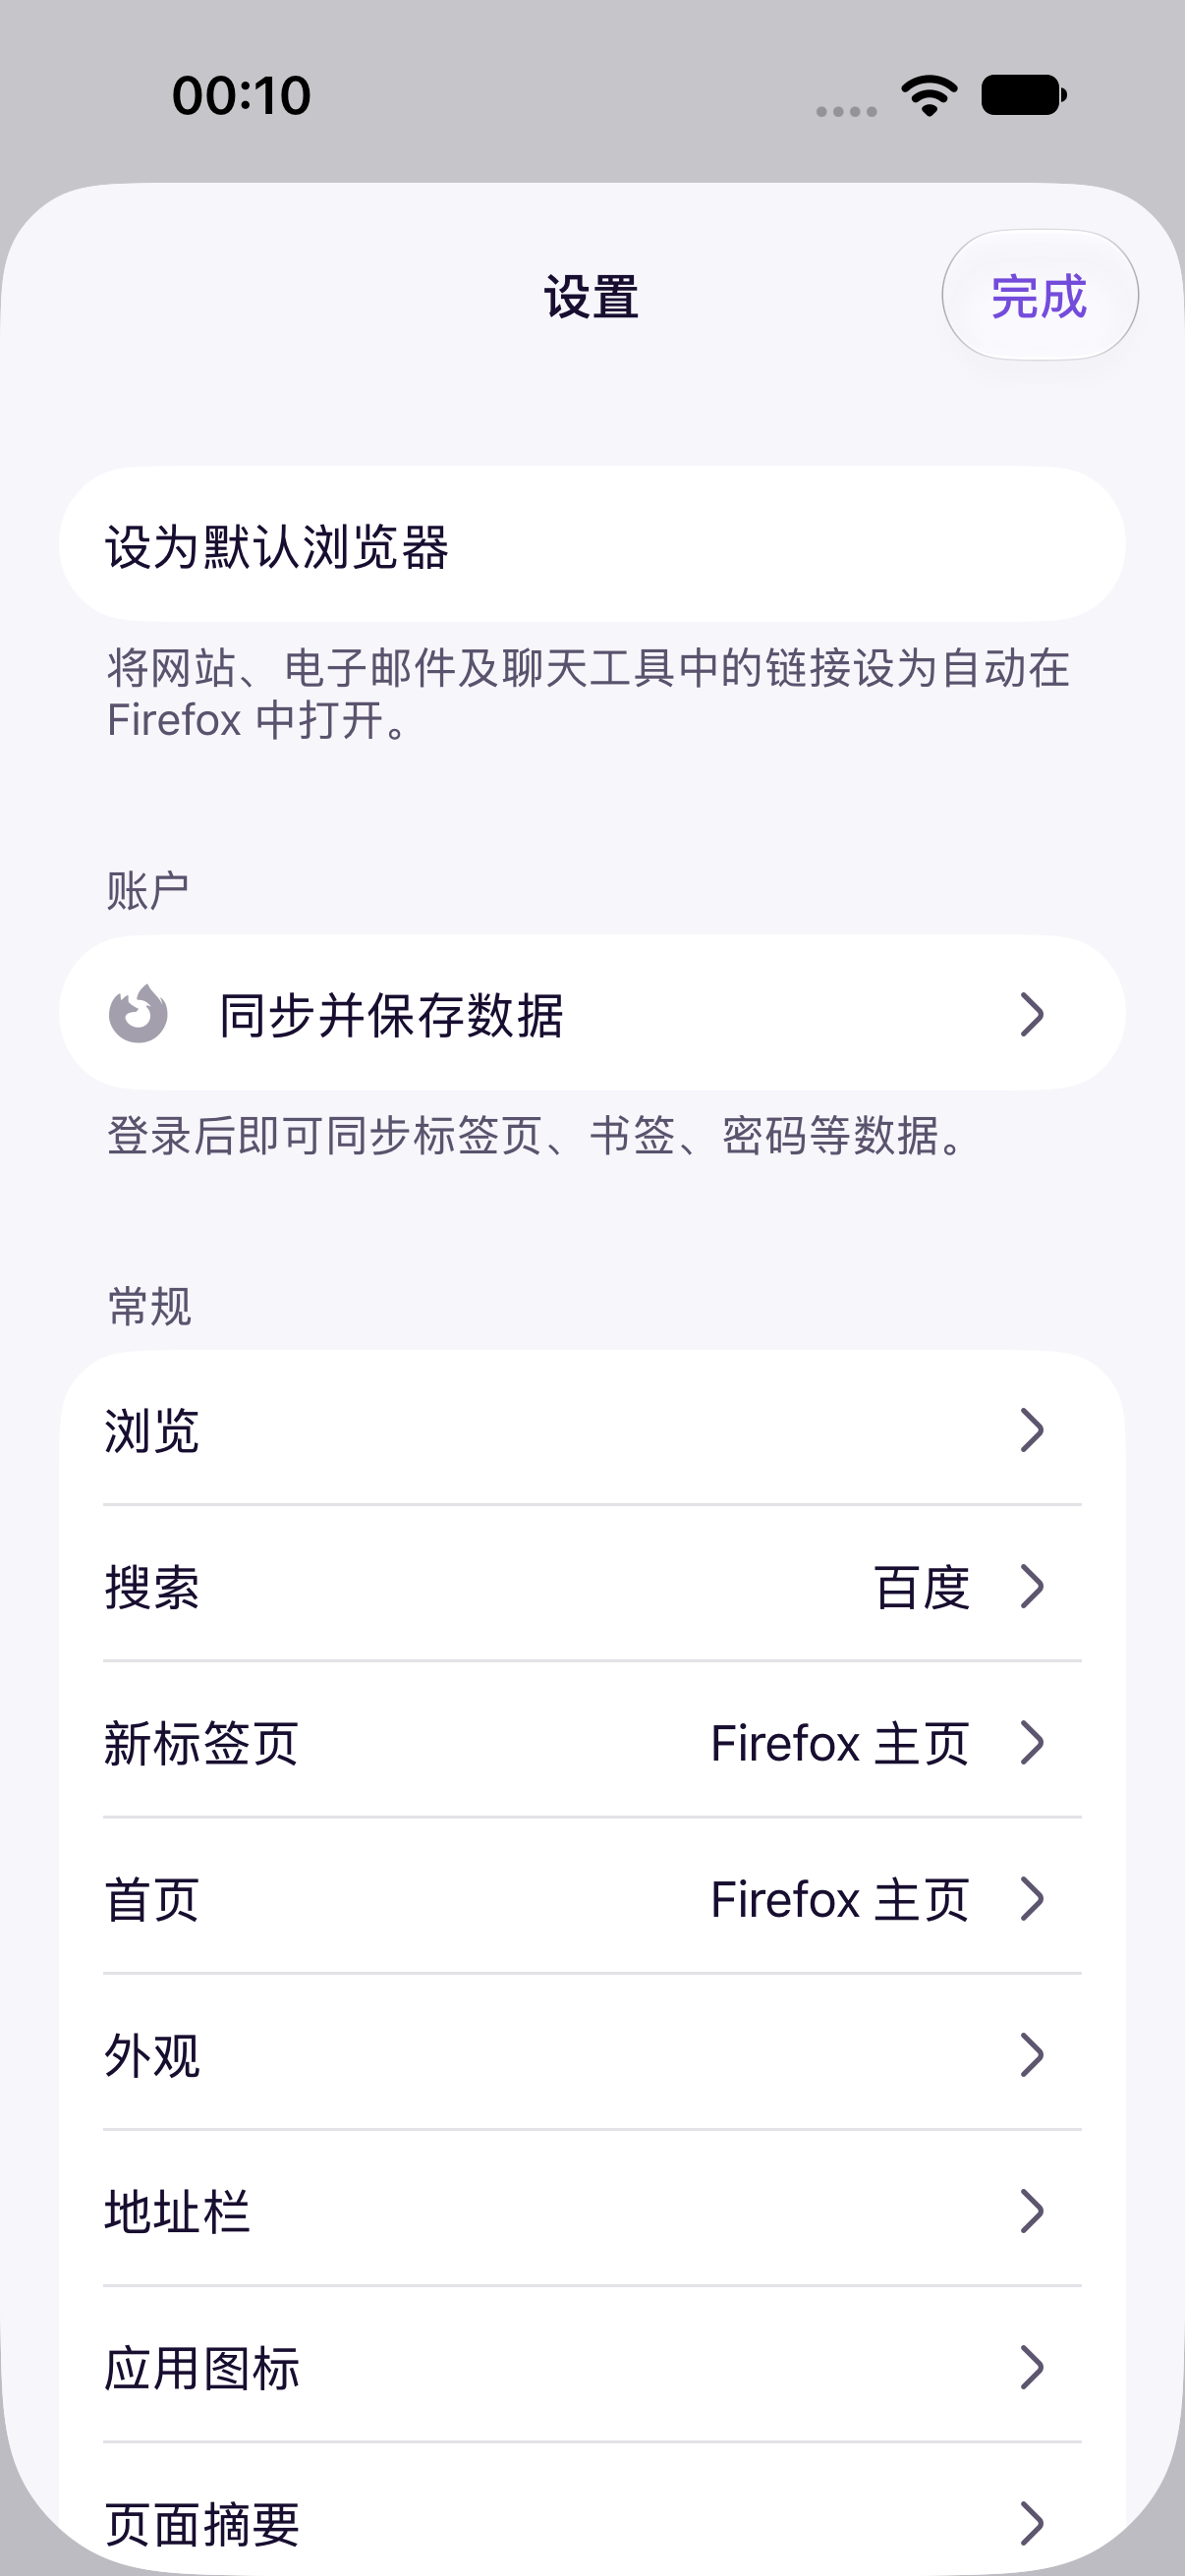 00:10
设置
完成
设为默认浏览器
将网站、电子邮件及聊天工具中的链接设为自动在
Firefox 中打开。
账户
同步并保存数据
登录后即可同步标签页、书签、密码等数据。
常规
浏览
搜索 百度
新标签页 Firefox 主页
首页 Firefox 主页
外观
地址栏
应用图标
页面摘要